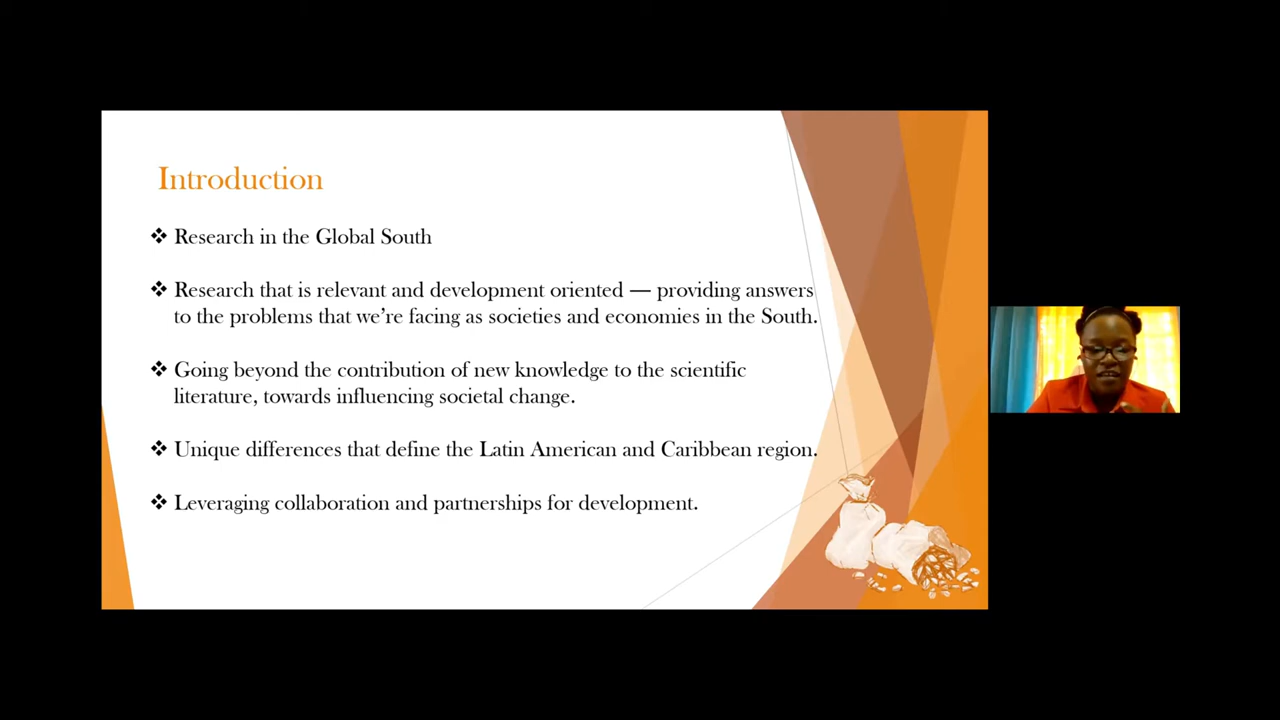 Introduction
❖ Research in the Global South
❖ Research that is relevant and development oriented — providing answers
to the problems that we're facing as societies and economies in the South.
❖ Going beyond the contribution of new knowledge to the scientific
literature, towards influencing societal change.
❖ Unique differences that define the Latin American and Caribbean region.
❖ Leveraging collaboration and partnerships for development.